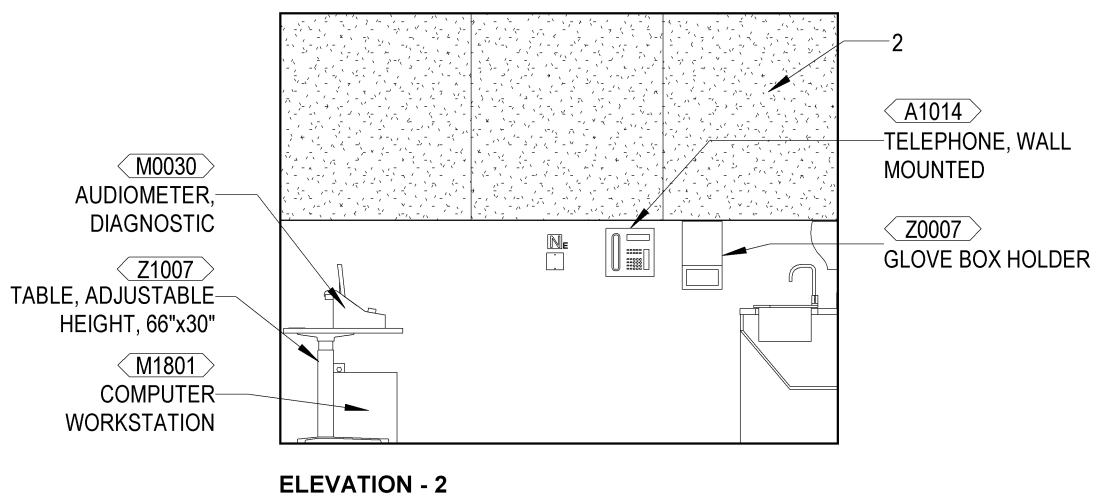 2
A1014
TELEPHONE, WALL
MOUNTED
M0030
AUDIOMETER,
DIAGNOSTIC
Z0007
GLOVE BOX HOLDER
NE
Z1007
TABLE, ADJUSTABLE
HEIGHT, 66"x30"
M1801
COMPUTER
WORKSTATION
ELEVATION - 2